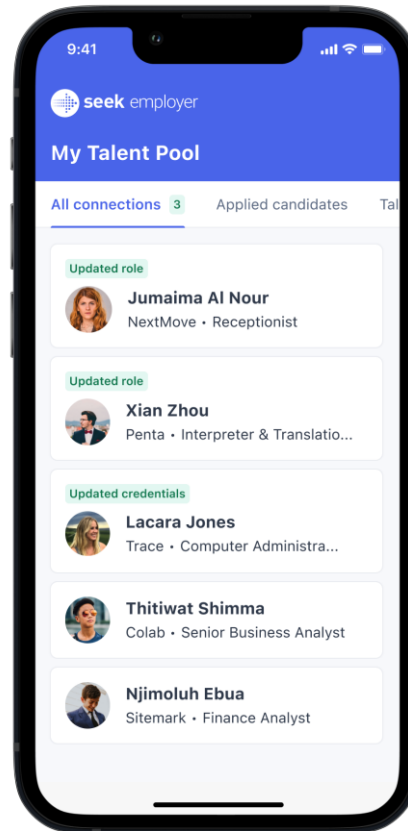 9:41
seek employer
My Talent Pool
All connections 3 Applied candidates Tal
Updated role
Jumaima Al Nour
NextMove • Receptionist
Updated role
Xian Zhou
Penta • Interpreter & Translatio...
Updated credentials
Lacara Jones
Trace • Computer Administra...
Thitiwat Shimma
Colab • Senior Business Analyst
Njimoluh Ebua
Sitemark • Finance Analyst